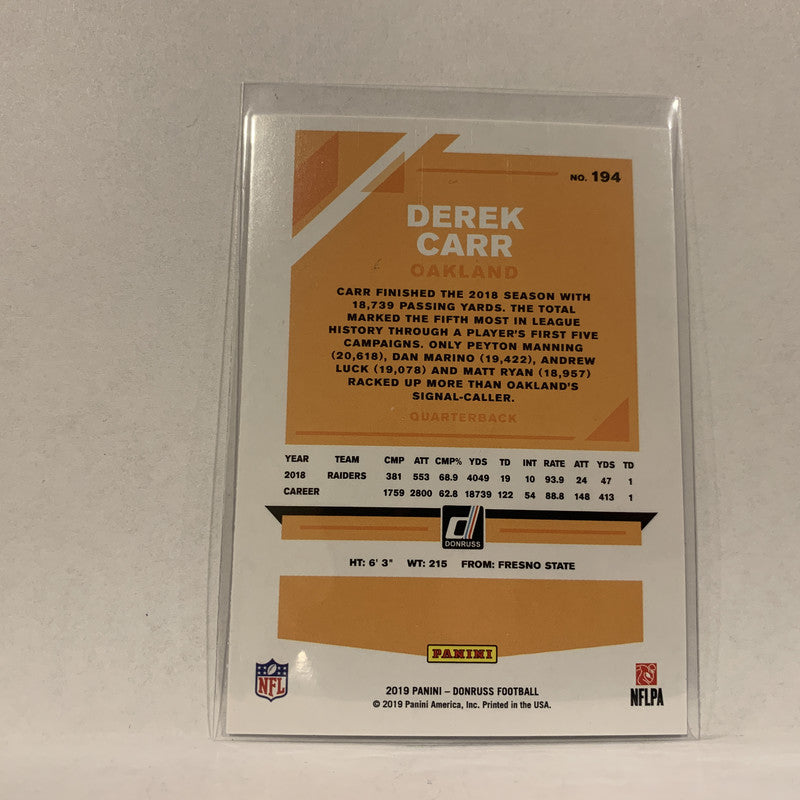 NO. 194
DEREK
CARR
OAKLAND
CARR FINISHED THE 2018 SEASON WITH
18,739 PASSING YARDS. THE TOTAL
MARKED THE FIFTH MOST IN LEAGUE
HISTORY THROUGH A PLAYER'S FIRST FIVE
CAMPAIGNS. ONLY PEYTON MANNING
(20,618), DAN MARINO (19,422), ANDREW
LUCK (19,078) AND MATT RYAN (18,957)
RACKED UP MORE THAN OAKLAND'S
SIGNAL-CALLER.
QUARTERBACK
YEAR TEAM CMP ATT CMP% YDS TD INT RATE ATT YDS TD
2018 RAIDERS 381 553 68.9 4049 19 10 93.9 24 47 1
CAREER 1759 2800 62.8 18739 122 54 88.8 148 413 1
d
DONRUSS
HT: 6' 3" WT: 215 FROM: FRESNO STATE
PANINI
NFL
2019 PANINI – DONRUSS FOOTBALL
© 2019 Panini America, Inc. Printed in the USA.
NFLPA